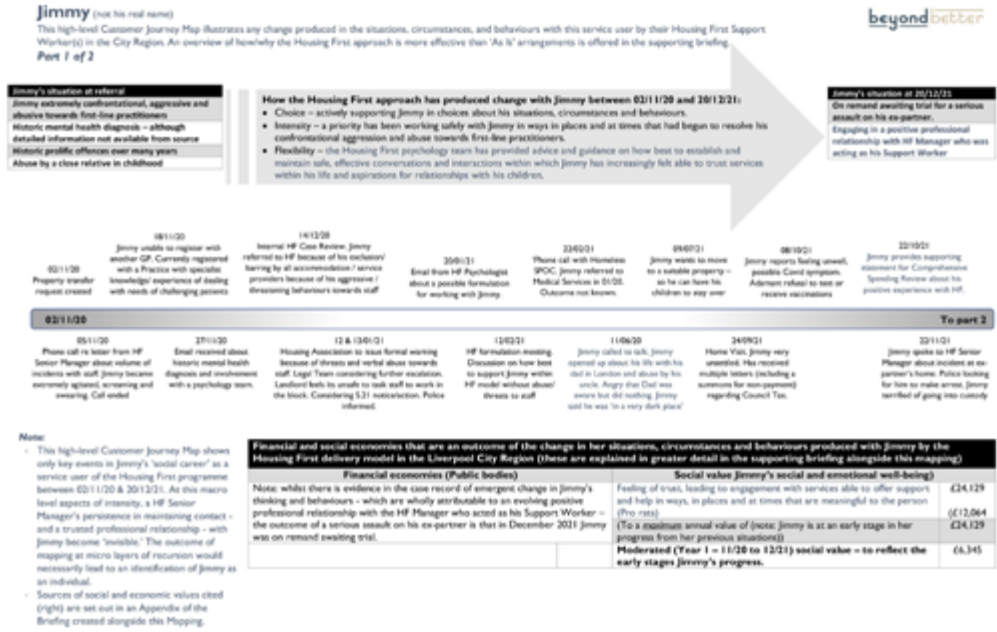 Jimmy (not his real name)
beyondbetter
This high-level Customer Journey Map illustrates any change produced in the situations, circumstances, and behaviours with this service user by their Housing First Support
Worker(s) in the City Region. An overview of how/why the Housing First approach is more effective than 'As Is' arrangements is offered in the supporting briefing.
Part 1 of 2
Jimmy's situation at referral
Jimmy extremely confrontational, aggressive and
abusive towards first-line practitioners
Historic mental health diagnosis – although
detailed information not available from source
Historic prolific offences over many years
Abuse by a close relative in childhood
How the Housing First approach has produced change with Jimmy between 02/11/20 and 20/12/21:
• Choice – actively supporting Jimmy in choices about his situations, circumstances and behaviours.
• Intensity – a priority has been working safely with Jimmy in ways in places and at times that had begun to resolve his
confrontational aggression and abuse towards first-line practitioners.
• Flexibility – the Housing First psychology team has provided advice and guidance on how best to establish and
maintain safe, effective conversations and interactions within which Jimmy has increasingly felt able to trust services
within his life and aspirations for relationships with his children.
Jimmy's situation at 20/12/21
On remand awaiting trial for a serious
assault on his ex-partner.
Engaging in a positive professional
relationship with HF Manager who was
acting as his Support Worker
02/11/20
Property transfer
request created
18/11/20
Jimmy unable to register with
another GP. Currently registered
with a Practice with specialist
knowledge/ experience of dealing
with needs of challenging patients
14/12/20
Internal HF Case Review. Jimmy
referred to HF because of his exclusion/
barring by all accommodation / service
providers because of his aggressive /
threatening behaviours towards staff
20/01/21
Email from HF Psychologist
about a possible formulation
for working with Jimmy.
22/02/21
'Phone call with Homeless
SPOC. Jimmy referred to
Medical Services in 01/20.
Outcome not known.
09/07/21
Jimmy wants to move
to a suitable property –
so he can have his
children to stay over
08/10/21
Jimmy reports feeling unwell,
possible Covid symptom.
Adamant refusal to test or
receive vaccinations
22/10/21
Jimmy provides supporting
statement for Comprehensive
Spending Review about his
positive experience with HF.
02/11/20
To part 2
05/11/20
Phone call re letter from HF
Senior Manager about volume of
incidents with staff. Jimmy became
extremely agitated, screaming and
swearing. Call ended
27/11/20
Email received about
historic mental health
diagnosis and involvement
with a psychology team.
12 & 13/01/21
Housing Association to issue formal warning
because of threats and verbal abuse towards
staff. Legal Team considering further escalation.
Landlord feels its unsafe to task staff to work in
the block. Considering S.21 notice/action. Police
informed.
12/02/21
HF formulation meeting.
Discussion on how best
to support Jimmy within
HF model without abuse/
threats to staff
11/06/20
Jimmy called to talk. Jimmy
opened up about his life with his
dad in London and abuse by his
uncle. Angry that Dad was
aware but did nothing. Jimmy
said he was 'in a very dark place'
24/09/21
Home Visit. Jimmy very
unsettled. Has received
multiple letters (including a
summons for non-payment)
regarding Council Tax.
22/11/21
Jimmy spoke to HF Senior
Manager about incident at ex-
partner's home. Police looking
for him to make arrest. Jimmy
terrified of going into custody
Note:
- This high-level Customer Journey Map shows
only key events in Jimmy's 'social career' as a
service user of the Housing First programme
between 02/11/20 & 20/12/21. At this macro
level aspects of intensity, a HF Senior
Manager's persistence in maintaining contact -
and a trusted professional relationship - with
Jimmy become 'invisible.' The outcome of
mapping at micro layers of recursion would
necessarily lead to an identification of Jimmy as
an individual.
- Sources of social and economic values cited
(right) are set out in an Appendix of the
Briefing created alongside this Mapping.
Financial and social economies that are an outcome of the change in her situations, circumstances and behaviours produced with Jimmy by the
Housing First delivery model in the Liverpool City Region (these are explained in greater detail in the supporting briefing alongside this mapping)
Financial economies (Public bodies)
Social value Jimmy's social and emotional well-being)
Note: whilst there is evidence in the case record of emergent change in Jimmy's
thinking and behaviours - which are wholly attributable to an evolving positive
professional relationship with the HF Manager who acted as his Support Worker –
the outcome of a serious assault on his ex-partner is that in December 2021 Jimmy
was on remand awaiting trial.
Feeling of trust, leading to engagement with services able to offer support
and help in ways, in places and at times that are meaningful to the person
(Pro rata)
£24,129
(£12,064
(To a maximum annual value of (note: Jimmy is at an early stage in her
progress from her previous situations))
£24,129
Moderated (Year 1 – 11/20 to 12/21) social value – to reflect the
early stages Jimmy's progress.
£6,345